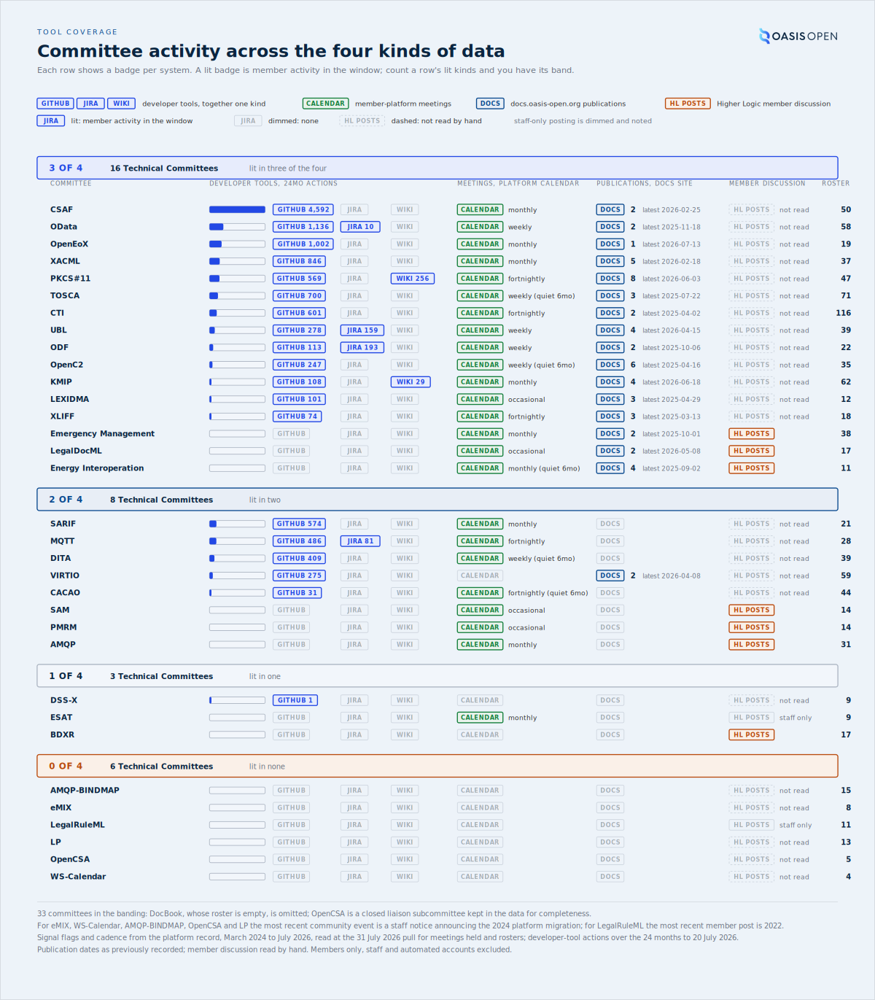 TOOL COVERAGE
OASIS OPEN
Committee activity across the four kinds of data
Each row shows a badge per system. A lit badge is member activity in the window; count a row's lit kinds and you have its band.
GITHUB JIRA WIKI developer tools, together one kind CALENDAR member-platform meetings DOCS docs.oasis-open.org publications HL POSTS Higher Logic member discussion
JIRA lit: member activity in the window JIRA dimmed: none HL POSTS dashed: not read by hand staff-only posting is dimmed and noted
3 OF 4 16 Technical Committees lit in three of the four
COMMITTEE DEVELOPER TOOLS, 24MO ACTIONS MEETINGS, PLATFORM CALENDAR PUBLICATIONS, DOCS SITE MEMBER DISCUSSION ROSTER
CSAF GITHUB 4,592 JIRA WIKI CALENDAR monthly DOCS 2 latest 2026-02-25 HL POSTS not read 50
OData GITHUB 1,136 JIRA 10 WIKI CALENDAR weekly DOCS 2 latest 2025-11-18 HL POSTS not read 58
OpenEoX GITHUB 1,002 JIRA WIKI CALENDAR monthly DOCS 1 latest 2026-07-13 HL POSTS not read 19
XACML GITHUB 846 JIRA WIKI CALENDAR monthly DOCS 5 latest 2026-02-18 HL POSTS not read 37
PKCS#11 GITHUB 569 JIRA WIKI 256 CALENDAR fortnightly DOCS 8 latest 2026-06-03 HL POSTS not read 47
TOSCA GITHUB 700 JIRA WIKI CALENDAR weekly (quiet 6mo) DOCS 3 latest 2025-07-22 HL POSTS not read 71
CTI GITHUB 601 JIRA WIKI CALENDAR fortnightly DOCS 2 latest 2025-04-02 HL POSTS not read 116
UBL GITHUB 278 JIRA 159 WIKI CALENDAR weekly DOCS 4 latest 2026-04-15 HL POSTS not read 39
ODF GITHUB 113 JIRA 193 WIKI CALENDAR weekly DOCS 2 latest 2025-10-06 HL POSTS not read 22
OpenC2 GITHUB 247 JIRA WIKI CALENDAR weekly (quiet 6mo) DOCS 6 latest 2025-04-16 HL POSTS not read 35
KMIP GITHUB 108 JIRA WIKI 29 CALENDAR monthly DOCS 4 latest 2026-06-18 HL POSTS not read 62
LEXIDMA GITHUB 101 JIRA WIKI CALENDAR occasional DOCS 3 latest 2025-04-29 HL POSTS not read 12
XLIFF GITHUB 74 JIRA WIKI CALENDAR fortnightly DOCS 3 latest 2025-03-13 HL POSTS not read 18
Emergency Management GITHUB JIRA WIKI CALENDAR monthly DOCS 2 latest 2025-10-01 HL POSTS 38
LegalDocML GITHUB JIRA WIKI CALENDAR occasional DOCS 2 latest 2026-05-08 HL POSTS 17
Energy Interoperation GITHUB JIRA WIKI CALENDAR monthly (quiet 6mo) DOCS 4 latest 2025-09-02 HL POSTS 11
2 OF 4 8 Technical Committees lit in two
SARIF GITHUB 574 JIRA WIKI CALENDAR monthly DOCS HL POSTS not read 21
MQTT GITHUB 486 JIRA 81 WIKI CALENDAR fortnightly DOCS HL POSTS not read 28
DITA GITHUB 409 JIRA WIKI CALENDAR weekly (quiet 6mo) DOCS HL POSTS not read 39
VIRTIO GITHUB 275 JIRA WIKI CALENDAR DOCS 2 latest 2026-04-08 HL POSTS not read 59
CACAO GITHUB 31 JIRA WIKI CALENDAR fortnightly (quiet 6mo) DOCS HL POSTS not read 44
SAM GITHUB JIRA WIKI CALENDAR occasional DOCS HL POSTS 14
PMRM GITHUB JIRA WIKI CALENDAR occasional DOCS HL POSTS 14
AMQP GITHUB JIRA WIKI CALENDAR monthly DOCS HL POSTS 31
1 OF 4 3 Technical Committees lit in one
DSS-X GITHUB 1 JIRA WIKI CALENDAR DOCS HL POSTS not read 9
ESAT GITHUB JIRA WIKI CALENDAR monthly DOCS HL POSTS staff only 9
BDXR GITHUB JIRA WIKI CALENDAR DOCS HL POSTS 17
0 OF 4 6 Technical Committees lit in none
AMQP-BINDMAP GITHUB JIRA WIKI CALENDAR DOCS HL POSTS not read 15
eMIX GITHUB JIRA WIKI CALENDAR DOCS HL POSTS not read 8
LegalRuleML GITHUB JIRA WIKI CALENDAR DOCS HL POSTS staff only 11
LP GITHUB JIRA WIKI CALENDAR DOCS HL POSTS not read 13
OpenCSA GITHUB JIRA WIKI CALENDAR DOCS HL POSTS not read 5
WS-Calendar GITHUB JIRA WIKI CALENDAR DOCS HL POSTS not read 4
33 committees in the banding: DocBook, whose roster is empty, is omitted; OpenCSA is a closed liaison subcommittee kept in the data for completeness.
For eMIX, WS-Calendar, AMQP-BINDMAP, OpenCSA and LP the most recent community event is a staff notice announcing the 2024 platform migration; for LegalRuleML the most recent member post is 2022.
Signal flags and cadence from the platform record, March 2024 to July 2026, read at the 31 July 2026 pull for meetings held and rosters; developer-tool actions over the 24 months to 20 July 2026.
Publication dates as previously recorded; member discussion read by hand. Members only, staff and automated accounts excluded.